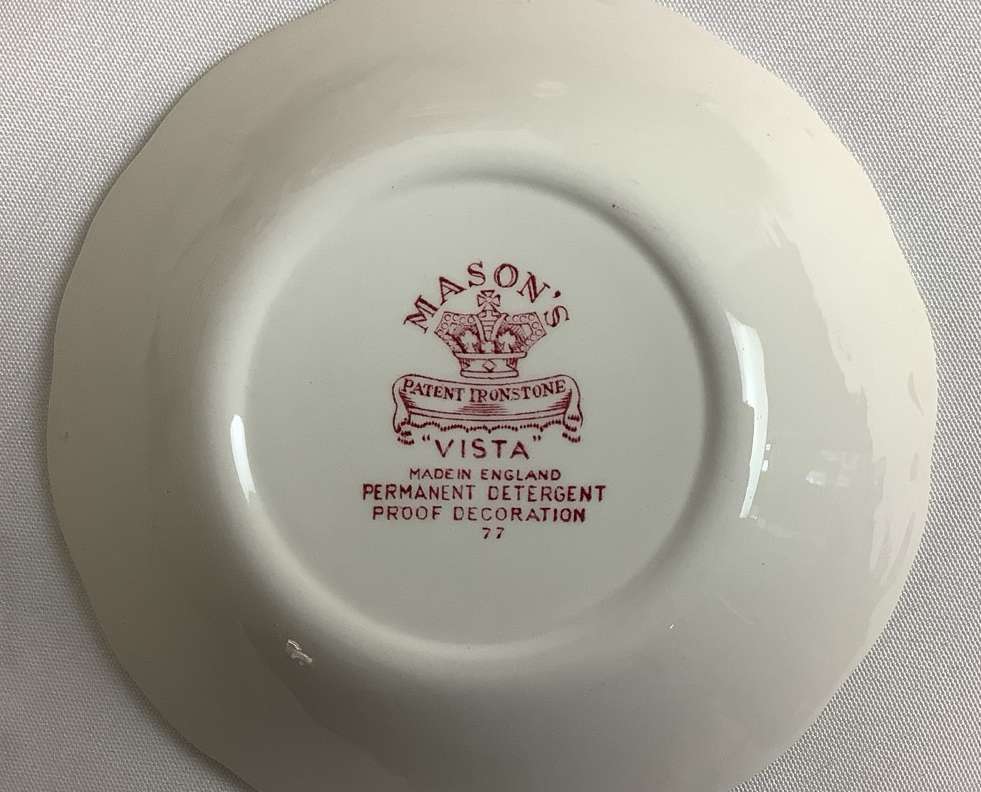 MASON'S
PATENT IRONSTONE
"VISTA"
MADE IN ENGLAND
PERMANENT DETERGENT
PROOF DECORATION
77